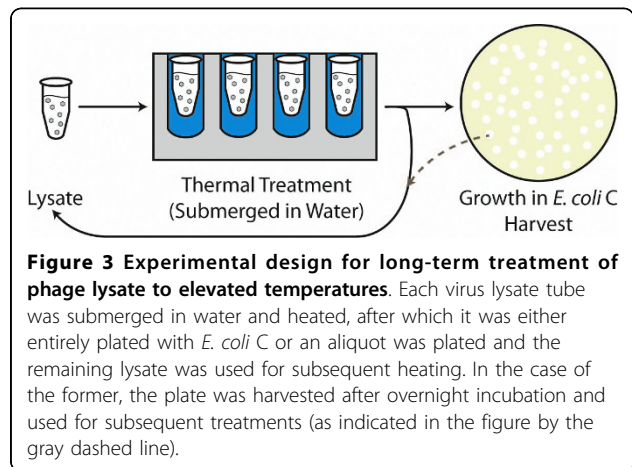 Lysate
Thermal Treatment
(Submerged in Water)
Growth in E. coli C
Harvest
Figure 3 Experimental design for long-term treatment of
phage lysate to elevated temperatures. Each virus lysate tube
was submerged in water and heated, after which it was either
entirely plated with E. coli C or an aliquot was plated and the
remaining lysate was used for subsequent heating. In the case of
the former, the plate was harvested after overnight incubation and
used for subsequent treatments (as indicated in the figure by the
gray dashed line).